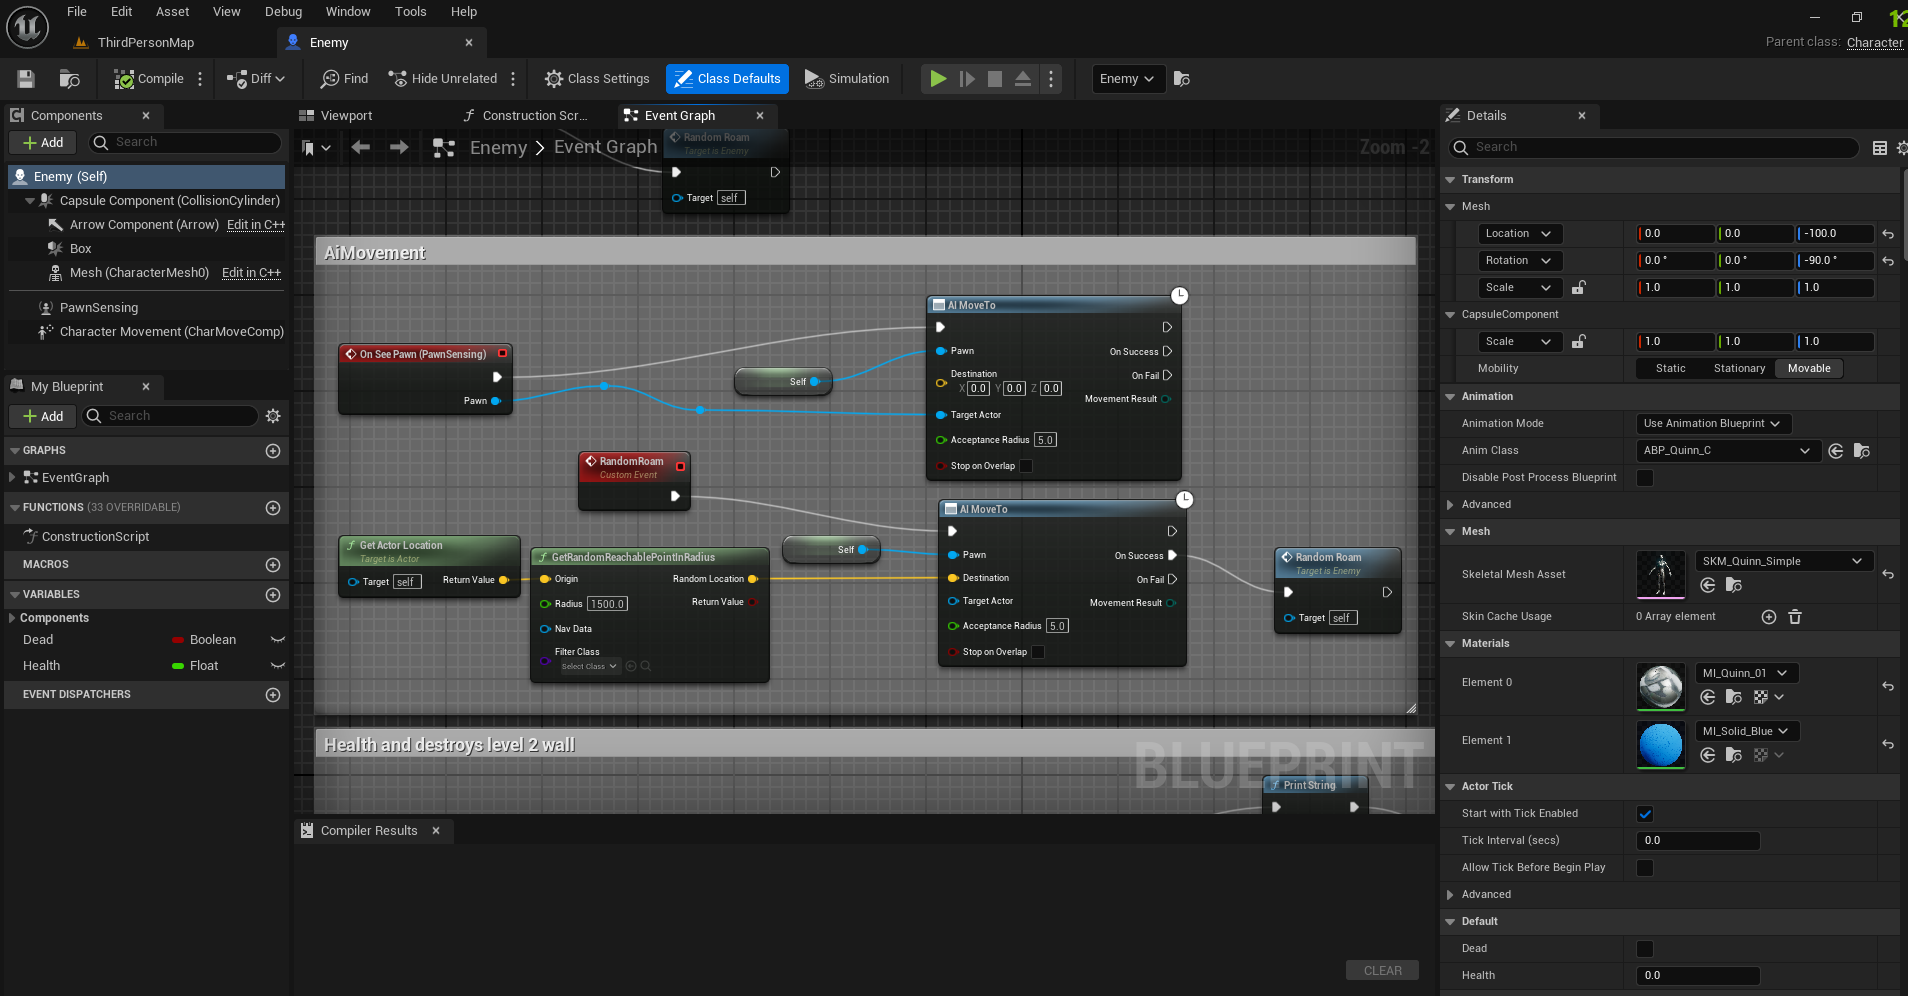 File Edit Asset View Debug Window Tools Help
ThirdPersonMap
Enemy
Parent class: Character
Compile
Diff
Find
Hide Unrelated
Class Settings
Class Defaults
Simulation
Enemy
Components
Add
Search
Enemy (Self)
Capsule Component (CollisionCylinder)
Arrow Component (Arrow) Edit in C++
Box
Mesh (CharacterMesh0) Edit in C++
PawnSensing
Character Movement (CharMoveComp)
My Blueprint
Add
Search
GRAPHS
EventGraph
FUNCTIONS (33 OVERRIDABLE)
ConstructionScript
MACROS
VARIABLES
Components
Dead Boolean
Health Float
EVENT DISPATCHERS
Viewport
Construction Scr...
Event Graph
Enemy > Event Graph
Zoom -2
Random Roam
Target is Enemy
Target self
AiMovement
On See Pawn (PawnSensing)
Pawn
Self
AI MoveTo
Pawn
On Success
Destination
X 0.0 Y 0.0 Z 0.0
On Fail
Movement Result
Target Actor
Acceptance Radius 5.0
Stop on Overlap
RandomRoam
Custom Event
Get Actor Location
Target is Actor
Target self
Return Value
GetRandomReachablePointInRadius
Origin
Random Location
Radius 1500.0
Return Value
Nav Data
Filter Class
Select Class
Self
AI MoveTo
Pawn
On Success
Destination
On Fail
Target Actor
Movement Result
Acceptance Radius 5.0
Stop on Overlap
Random Roam
Target is Enemy
Target self
Health and destroys level 2 wall
BLUEPRINT
Print String
Compiler Results
CLEAR
Details
Search
Transform
Mesh
Location 0.0 0.0 -100.0
Rotation 0.0 ° 0.0 ° -90.0 °
Scale 1.0 1.0 1.0
CapsuleComponent
Scale 1.0 1.0 1.0
Mobility Static Stationary Movable
Animation
Animation Mode Use Animation Blueprint
Anim Class ABP_Quinn_C
Disable Post Process Blueprint
Advanced
Mesh
Skeletal Mesh Asset SKM_Quinn_Simple
Skin Cache Usage 0 Array element
Materials
Element 0 MI_Quinn_01
Element 1 MI_Solid_Blue
Actor Tick
Start with Tick Enabled
Tick Interval (secs) 0.0
Allow Tick Before Begin Play
Advanced
Default
Dead
Health 0.0